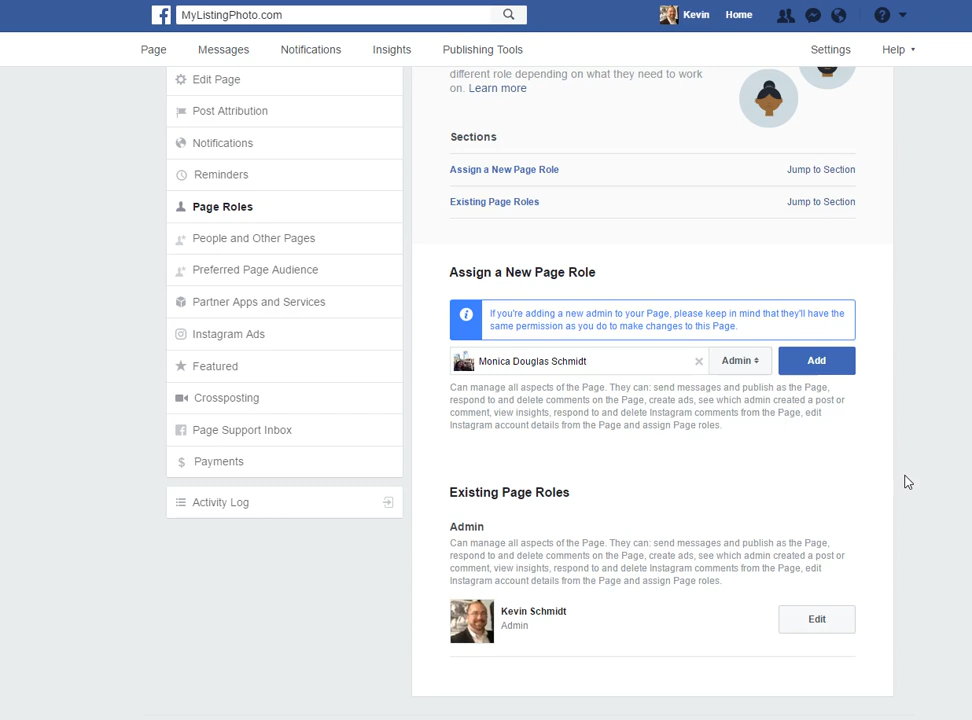 MyListingPhoto.com
Kevin
Home
Page
Messages
Notifications
Insights
Publishing Tools
Settings
Help
Edit Page
Post Attribution
Notifications
Reminders
Page Roles
People and Other Pages
Preferred Page Audience
Partner Apps and Services
Instagram Ads
Featured
Crossposting
Page Support Inbox
$ Payments
Activity Log
different role depending on what they need to work
on. Learn more
Sections
Assign a New Page Role
Jump to Section
Existing Page Roles
Jump to Section
Assign a New Page Role
If you're adding a new admin to your Page, please keep in mind that they'll have the
same permission as you do to make changes to this Page.
Monica Douglas Schmidt
Admin
Add
Can manage all aspects of the Page. They can: send messages and publish as the Page,
respond to and delete comments on the Page, create ads, see which admin created a post or
comment, view insights, respond to and delete Instagram comments from the Page, edit
Instagram account details from the Page and assign Page roles.
Existing Page Roles
Admin
Can manage all aspects of the Page. They can: send messages and publish as the Page,
respond to and delete comments on the Page, create ads, see which admin created a post or
comment, view insights, respond to and delete Instagram comments from the Page, edit
Instagram account details from the Page and assign Page roles.
Kevin Schmidt
Admin
Edit